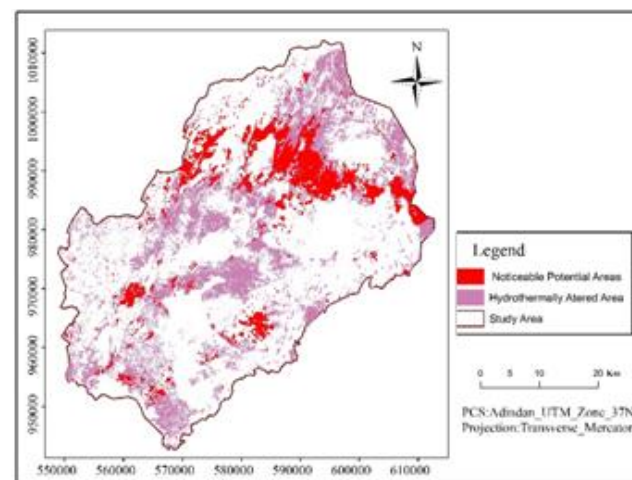 N
1010000
1000000
990000
980000
970000
960000
950000
550000 560000 570000 580000 590000 600000 610000
Legend
Noticeable Potential Areas
Hydrothermally Atered Area
Study Area
0 5 10 20 Km
PCS:Adindan_UTM_Zone_37N
Projection:Transverse_Mercator